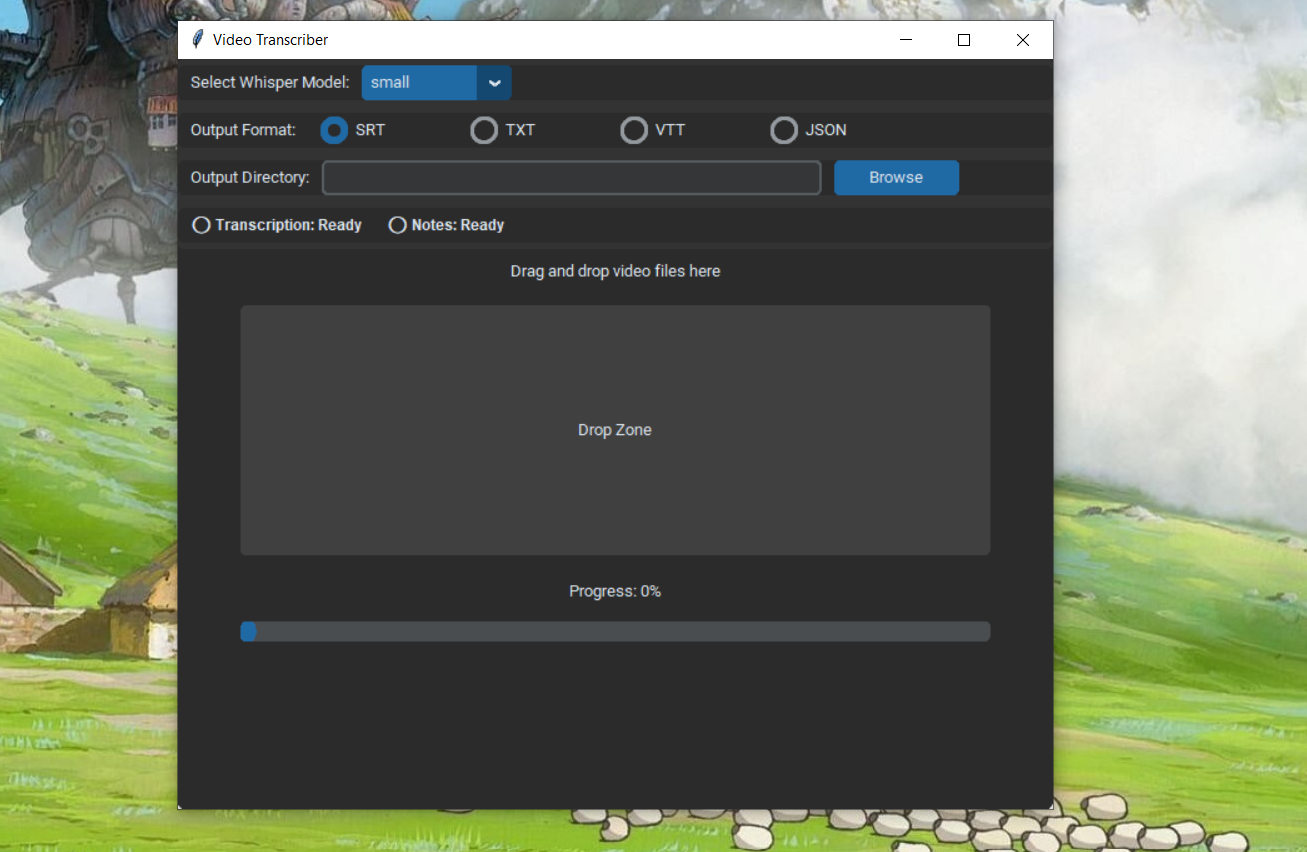 Video Transcriber
Select Whisper Model: small
Output Format: SRT TXT VTT JSON
Output Directory: Browse
Transcription: Ready Notes: Ready
Drag and drop video files here
Drop Zone
Progress: 0%